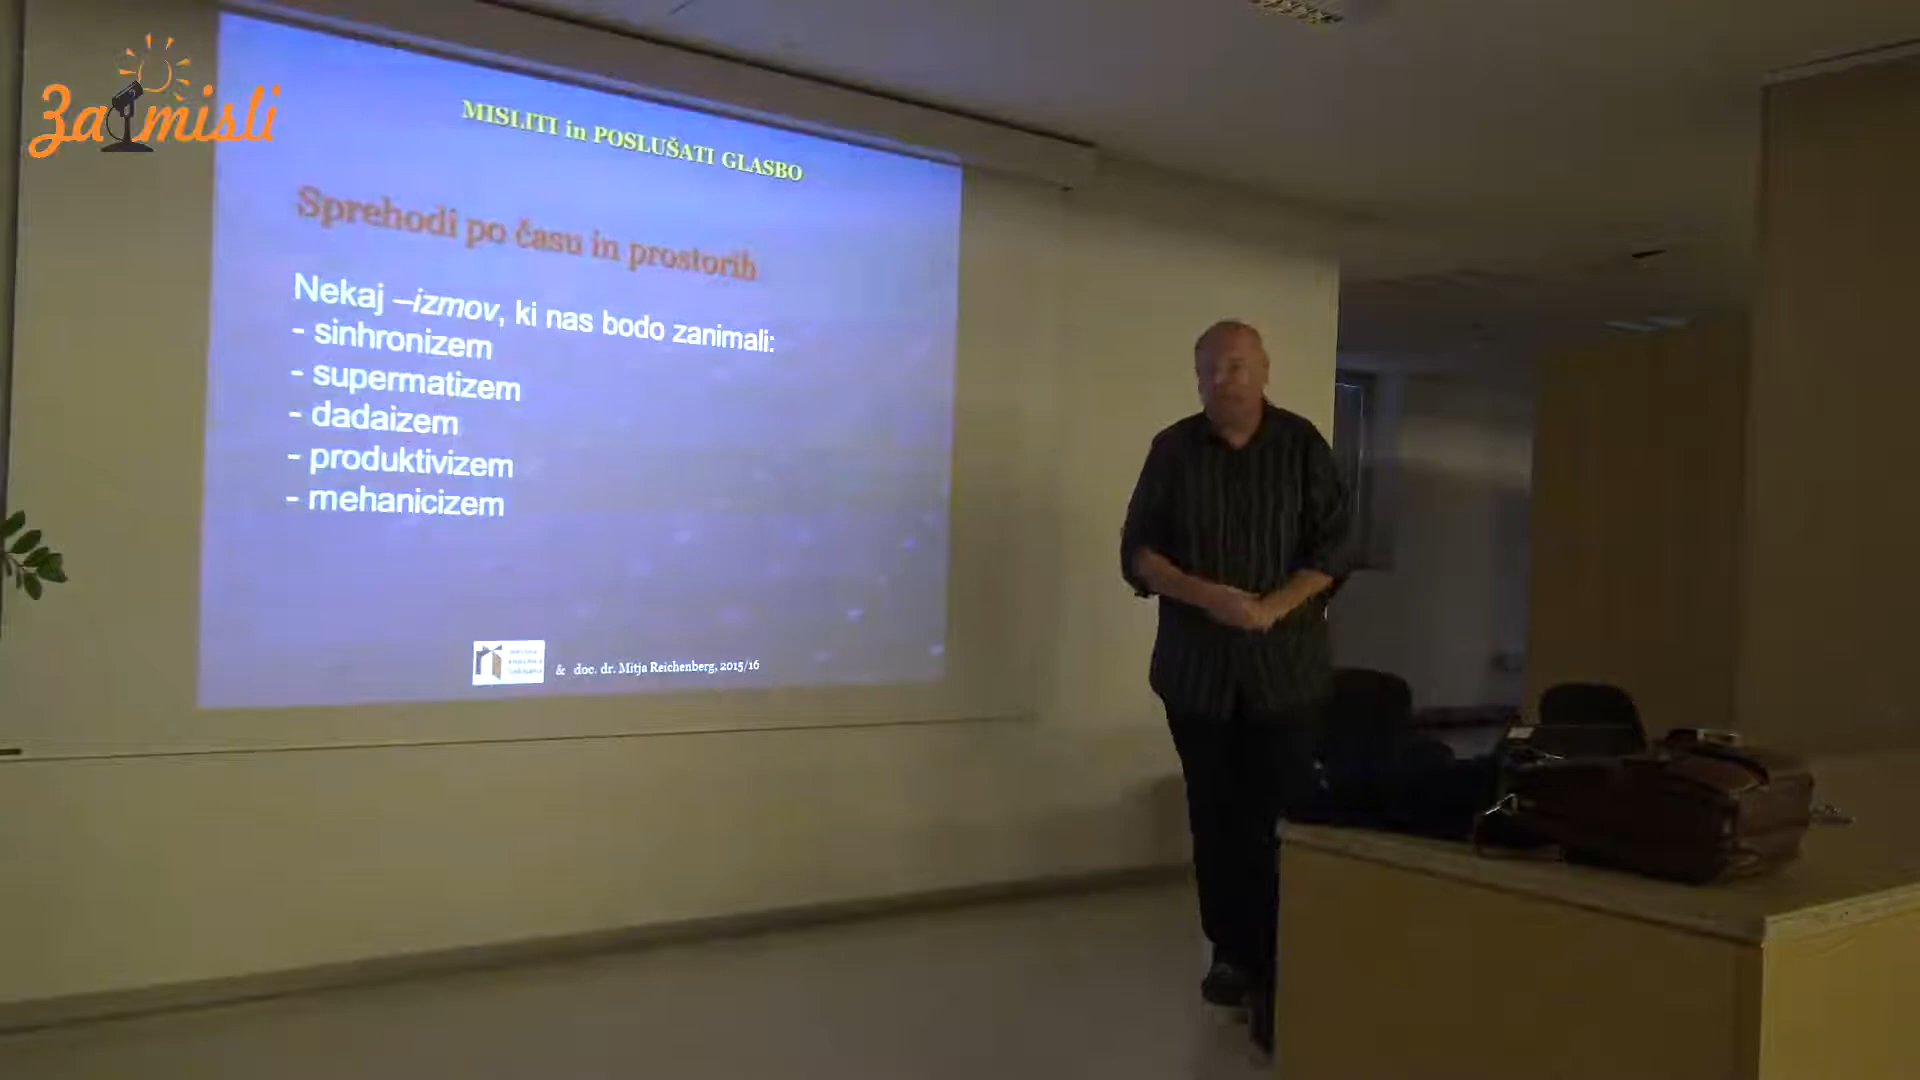 Zamisli
MISLITI in POSLUŠATI GLASBO
Sprehodi po času in prostorih
Nekaj –izmov, ki nas bodo zanimali:
- sinhronizem
- supermatizem
- dadaizem
- produktivizem
- mehanicizem
& doc. dr. Mitja Reichenberg, 2015/16